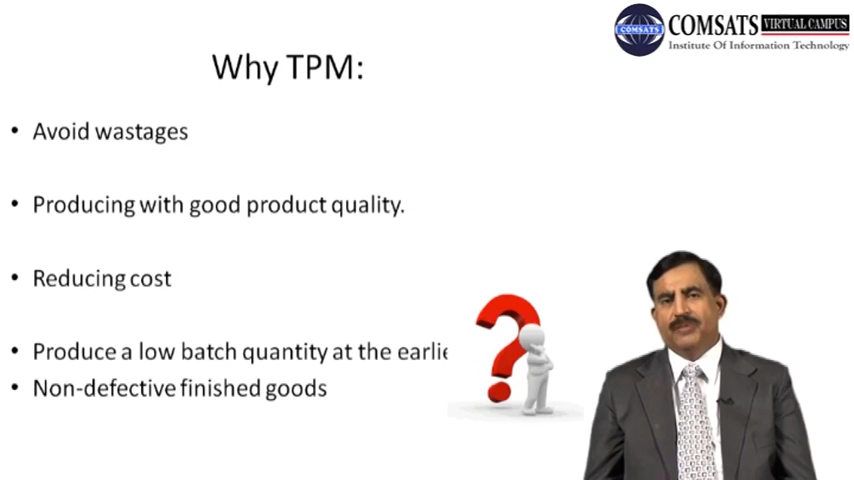 COMSATS VIRTUAL CAMPUS
COMSATS
Institute Of Information Technology
Why TPM:
• Avoid wastages
• Producing with good product quality.
• Reducing cost
• Produce a low batch quantity at the
• Non-defective finished goods